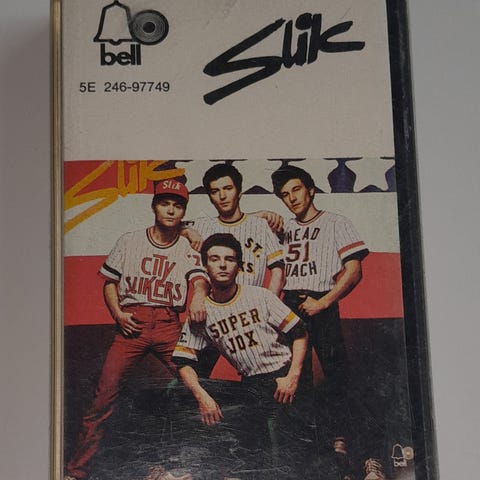 bell
Slik
5E 246-97749
Slik
Slik
CITY
SLIKERS
ST.
HEAD
51
COACH
SUPER
JOX
bell